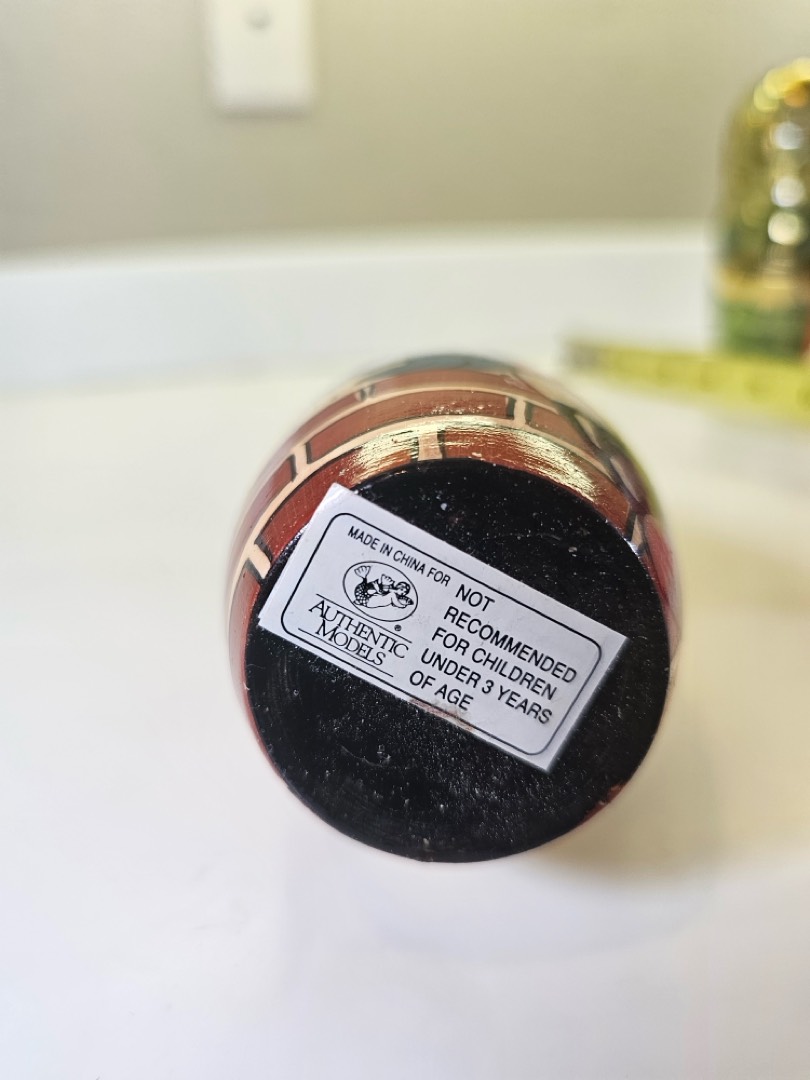 MADE IN CHINA FOR
AUTHENTIC
MODELS
®
NOT
RECOMMENDED
FOR CHILDREN
UNDER 3 YEARS
OF AGE